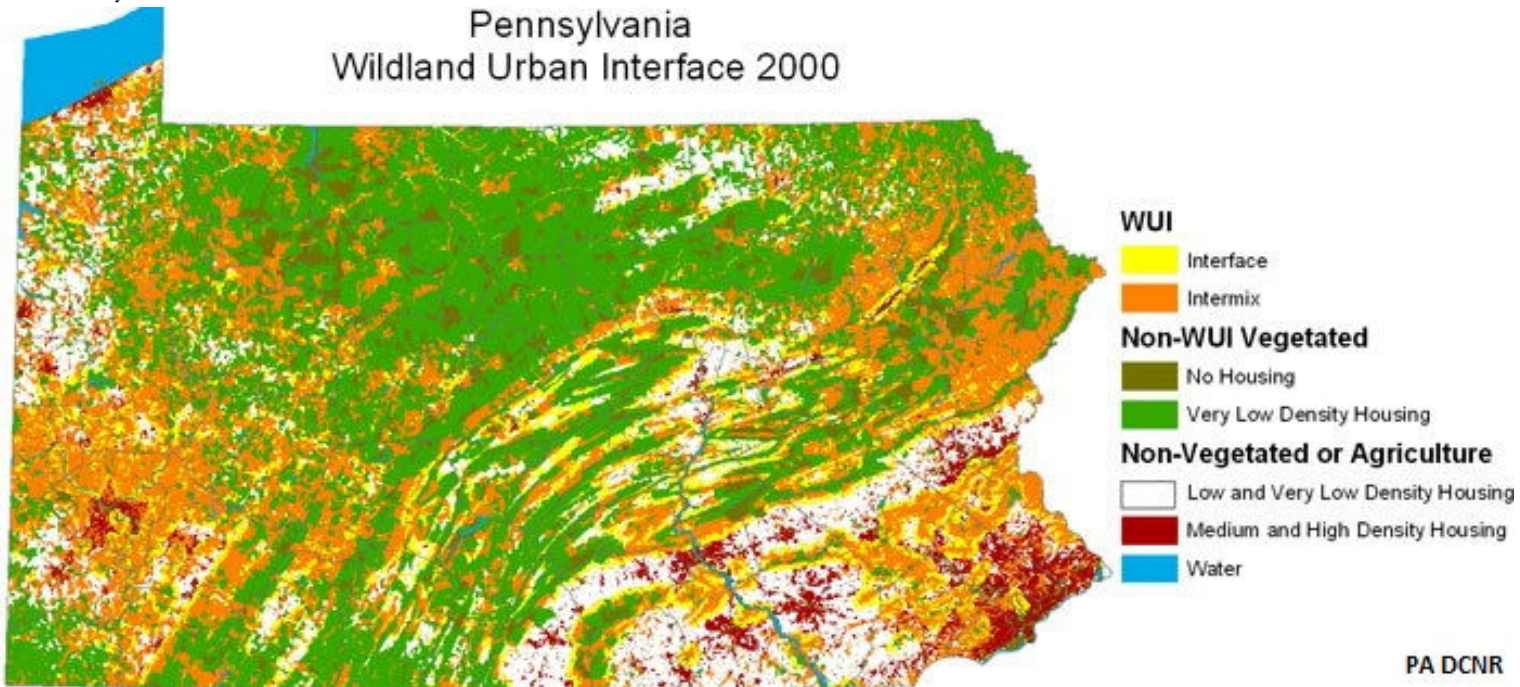 Pennsylvania
Wildland Urban Interface 2000
WUI
Interface
Intermix
Non-WUI Vegetated
No Housing
Very Low Density Housing
Non-Vegetated or Agriculture
Low and Very Low Density Housing
Medium and High Density Housing
Water
PA DCNR